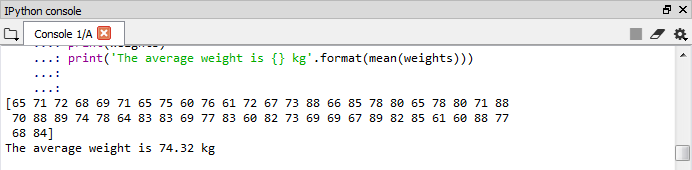 IPython console
Console 1/A
...: print(weights)
...: print('The average weight is {} kg'.format(mean(weights)))
...:
...:
[65 71 72 68 69 71 65 75 60 76 61 72 67 73 88 66 85 78 80 65 78 80 71 88
70 88 89 74 78 64 83 83 69 77 83 60 82 73 69 69 67 89 82 85 61 60 88 77
68 84]
The average weight is 74.32 kg